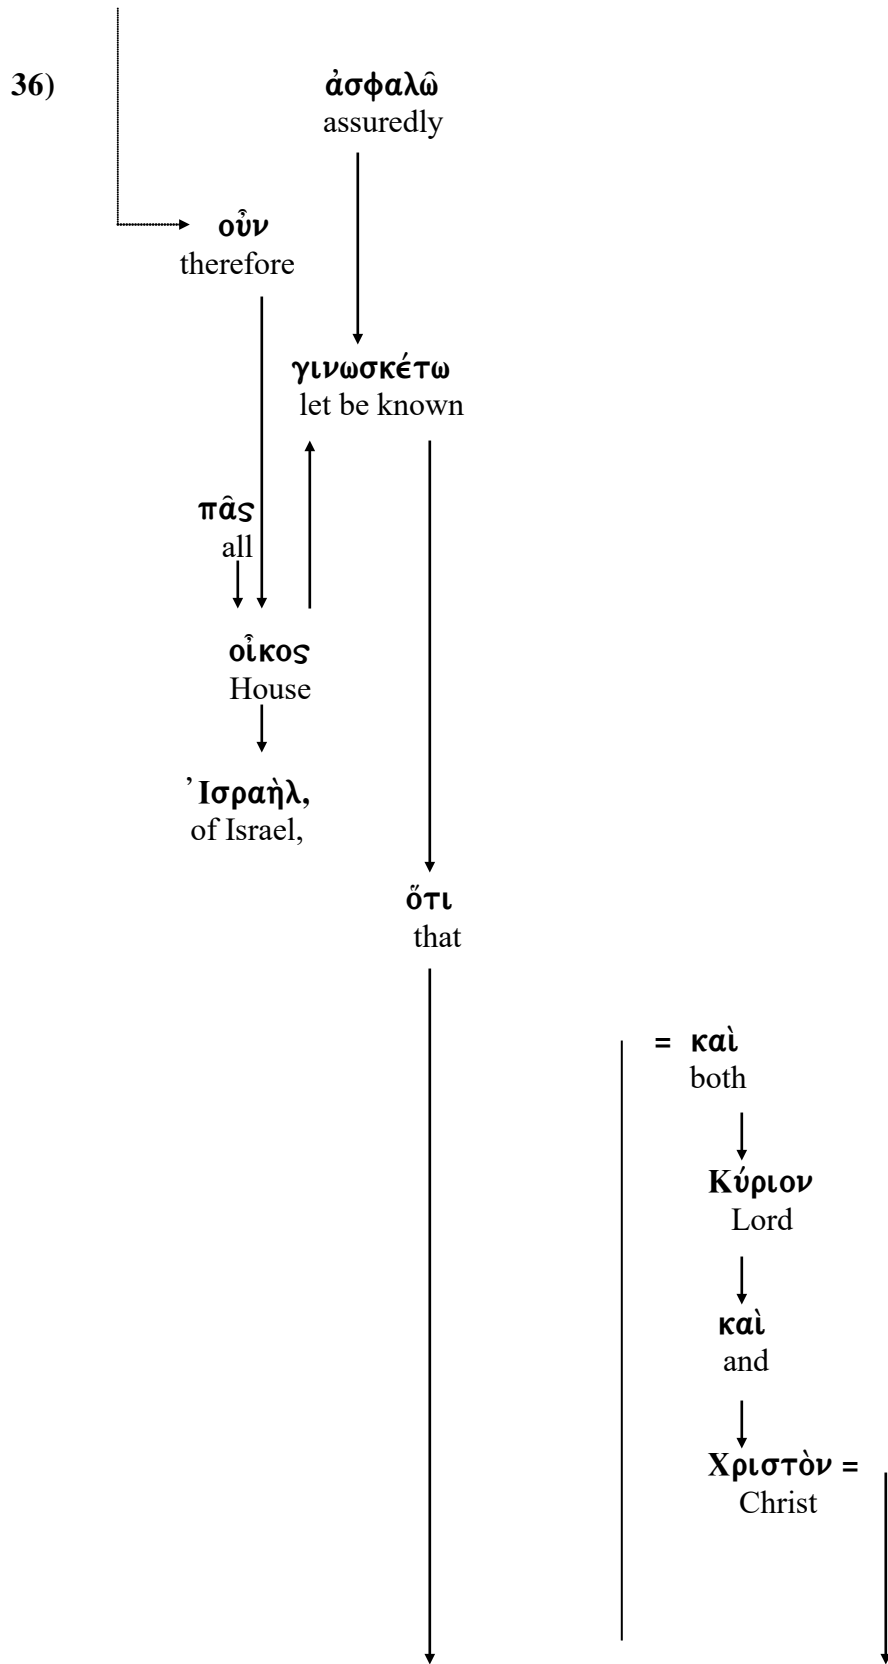 36) ἀσφαλῶ
assuredly
οὖν
therefore
γινωσκέτω
let be known
πᾶς
all
οἶκος
House
᾿Ισραὴλ,
of Israel,
ὅτι
that
= καὶ
both
Κύριον
Lord
καὶ
and
Χριστὸν =
Christ